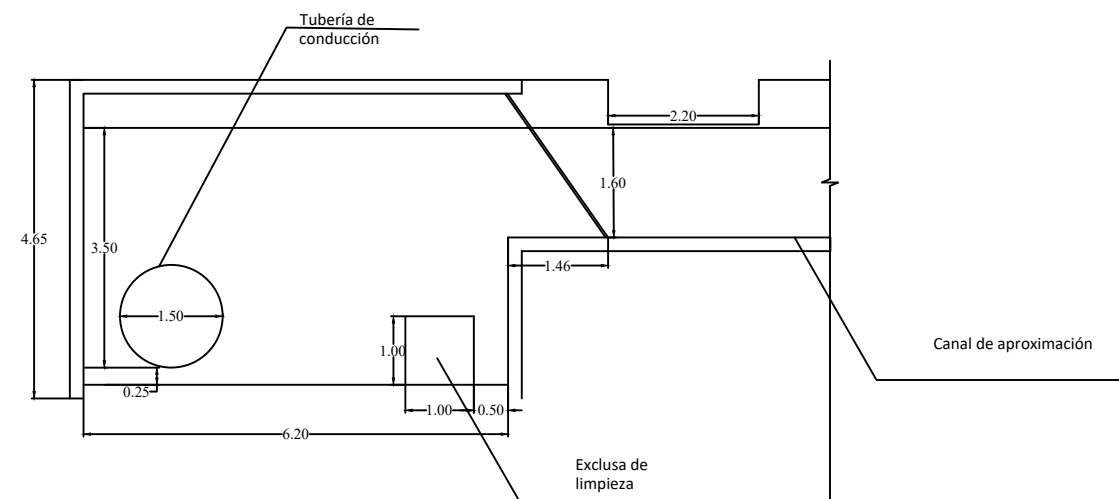 Tubería de
conducción
2.20
1.60
4.65
3.50
1.46
1.50
1.00
Canal de aproximación
0.25
1.00
0.50
6.20
Exclusa de
limpieza